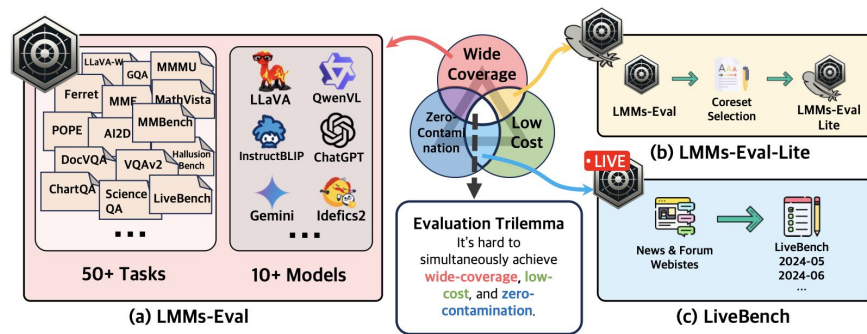 LLaVA-W
GQA
MMMU
Ferret
MME
MathVista
POPE
AI2D
MMBench
DocVQA
VQAv2
Hallusion
Bench
ChartQA
Science
QA
LiveBench
...
50+ Tasks
LLaVA
QwenVL
InstructBLIP
ChatGPT
Gemini
Idefics2
...
10+ Models
(a) LMMs-Eval
Wide
Coverage
Zero-
Contami
nation
Low
Cost
Evaluation Trilemma
It's hard to
simultaneously achieve
wide-coverage, low-
cost, and zero-
contamination.
LMMs-Eval
AAA
Coreset
Selection
LMMs-Eval
Lite
(b) LMMs-Eval-Lite
LIVE
News & Forum
Webistes
LiveBench
2024-05
2024-06
...
(c) LiveBench